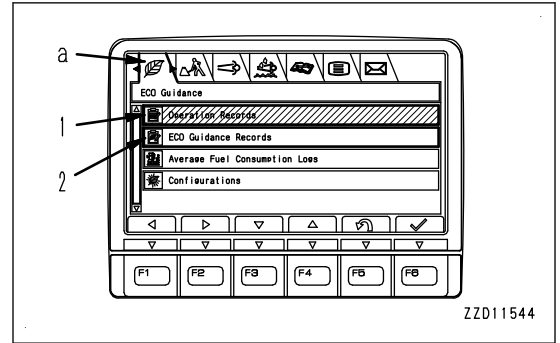 a
ECO Guidance
1
Operation Records
2
ECO Guidance Records
Average Fuel Consumption Logs
Configurations
F1 F2 F3 F4 F5 F6
ZZD11544